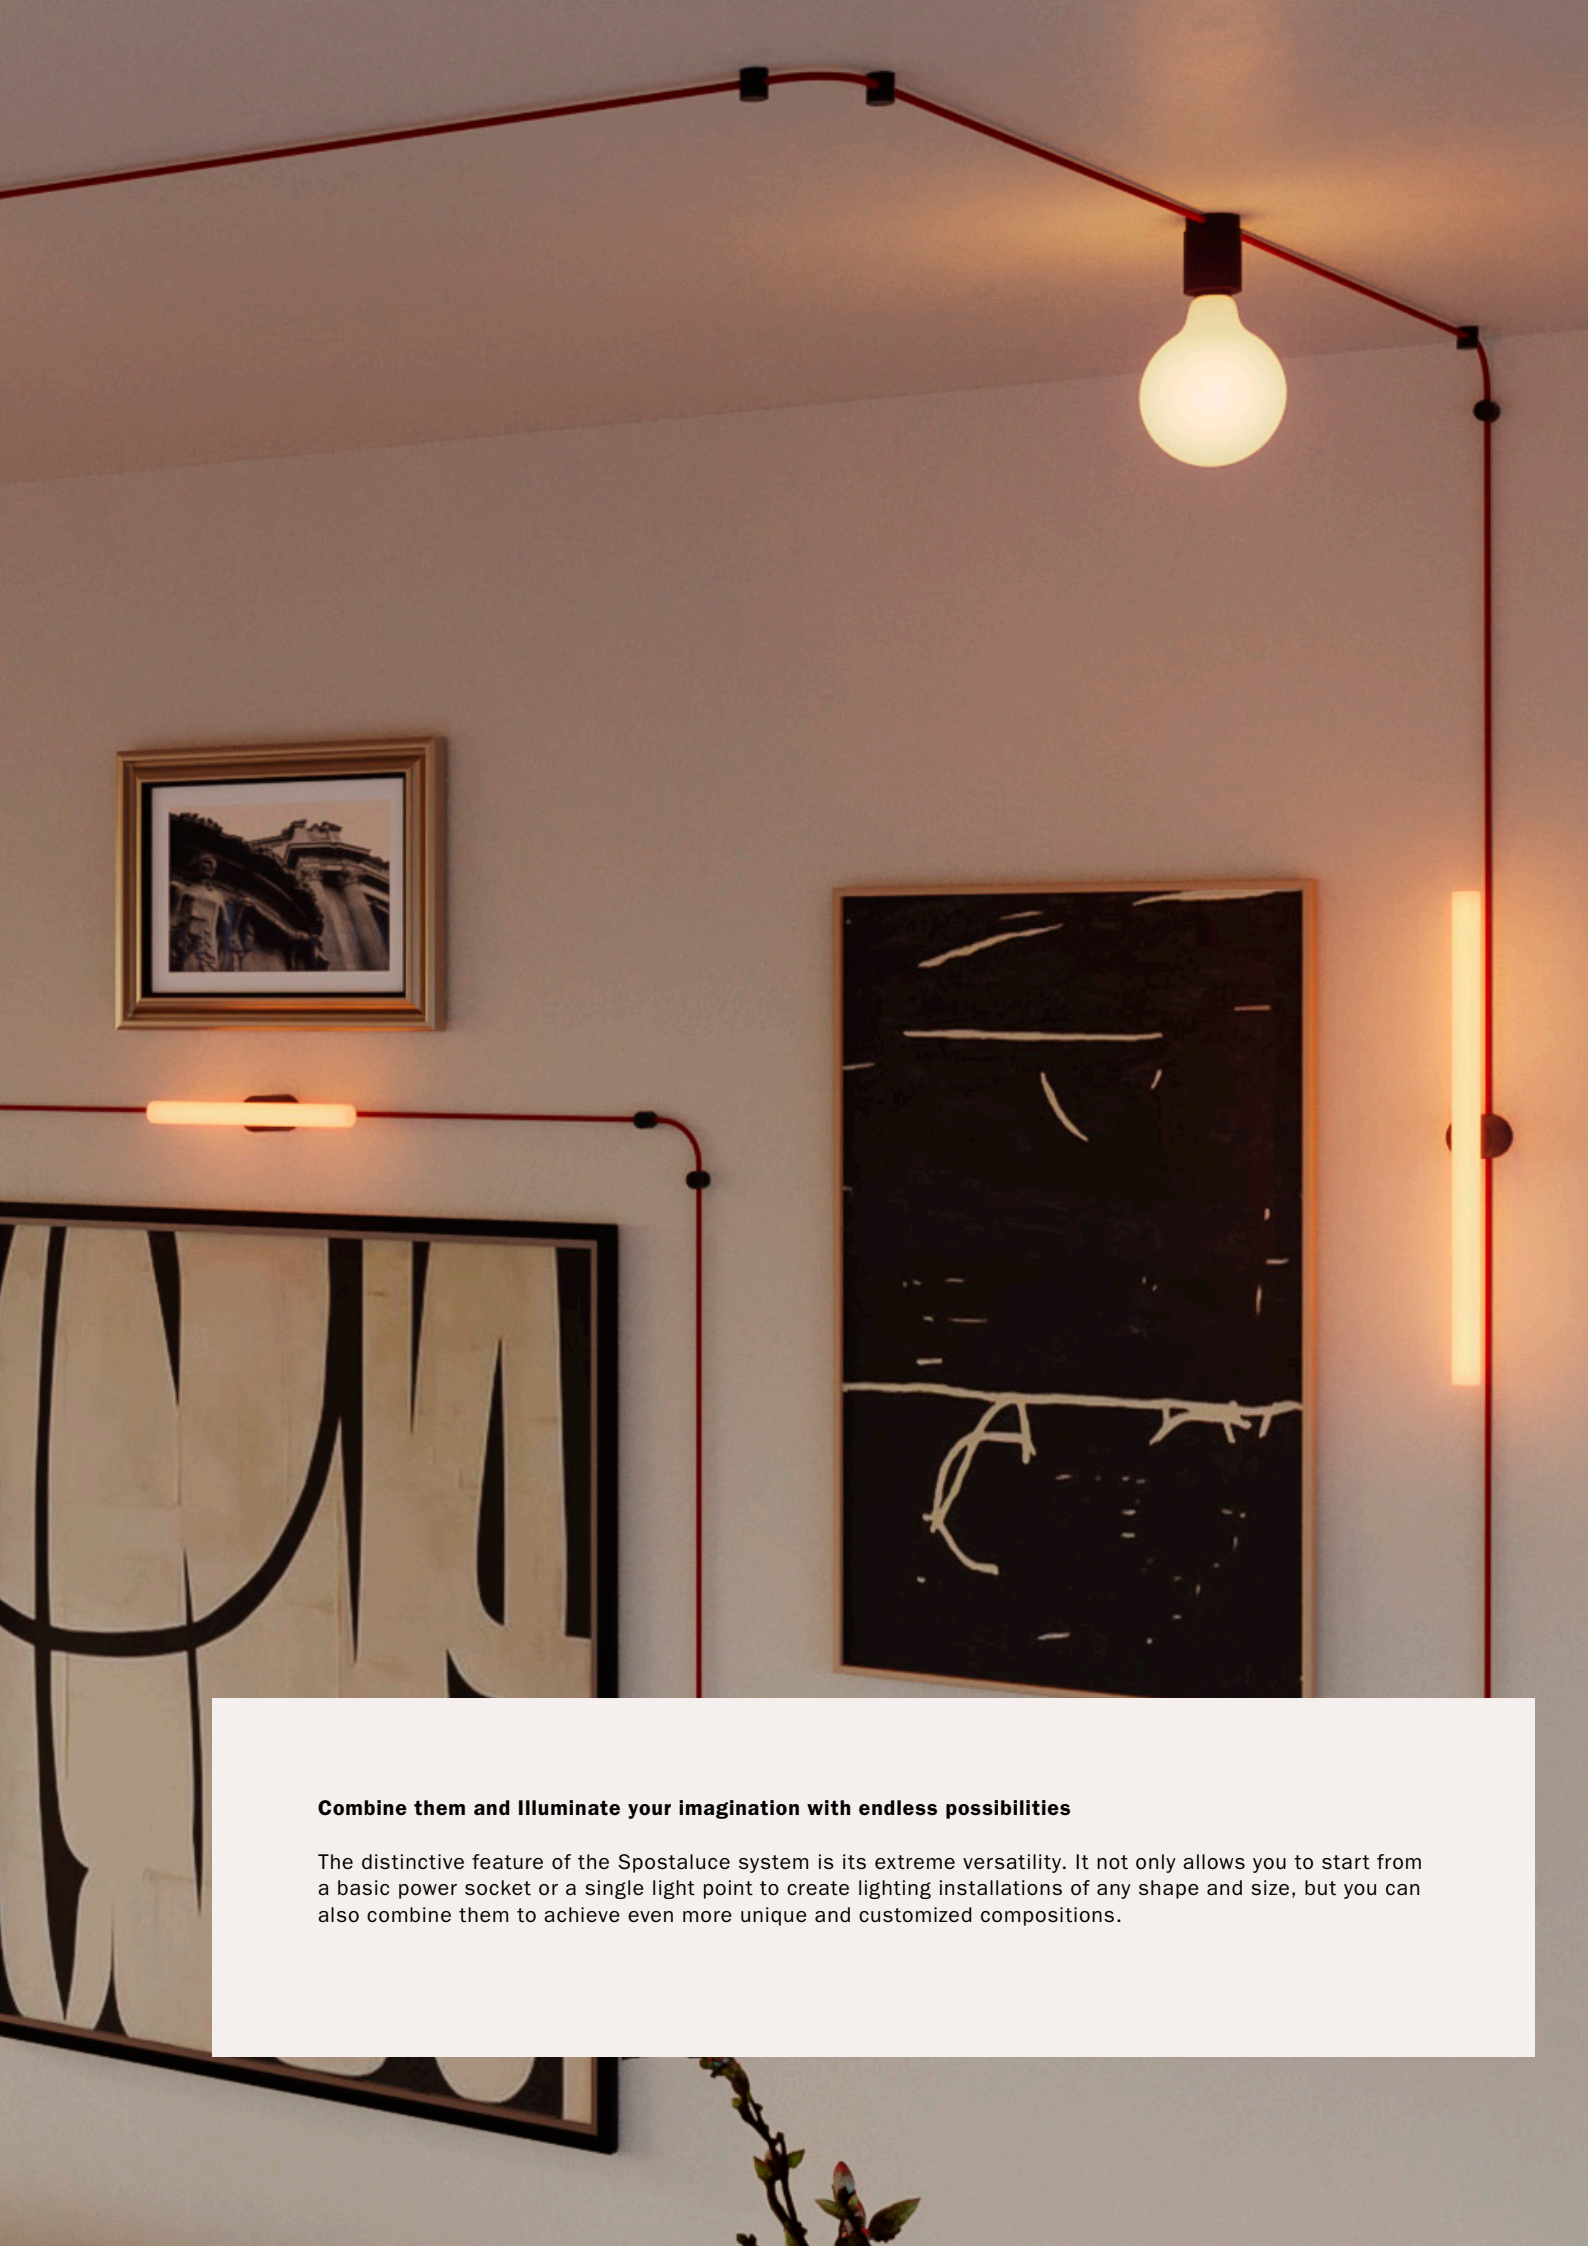 Combine them and Illuminate your imagination with endless possibilities
The distinctive feature of the Spostaluce system is its extreme versatility. It not only allows you to start from
a basic power socket or a single light point to create lighting installations of any shape and size, but you can
also combine them to achieve even more unique and customized compositions.